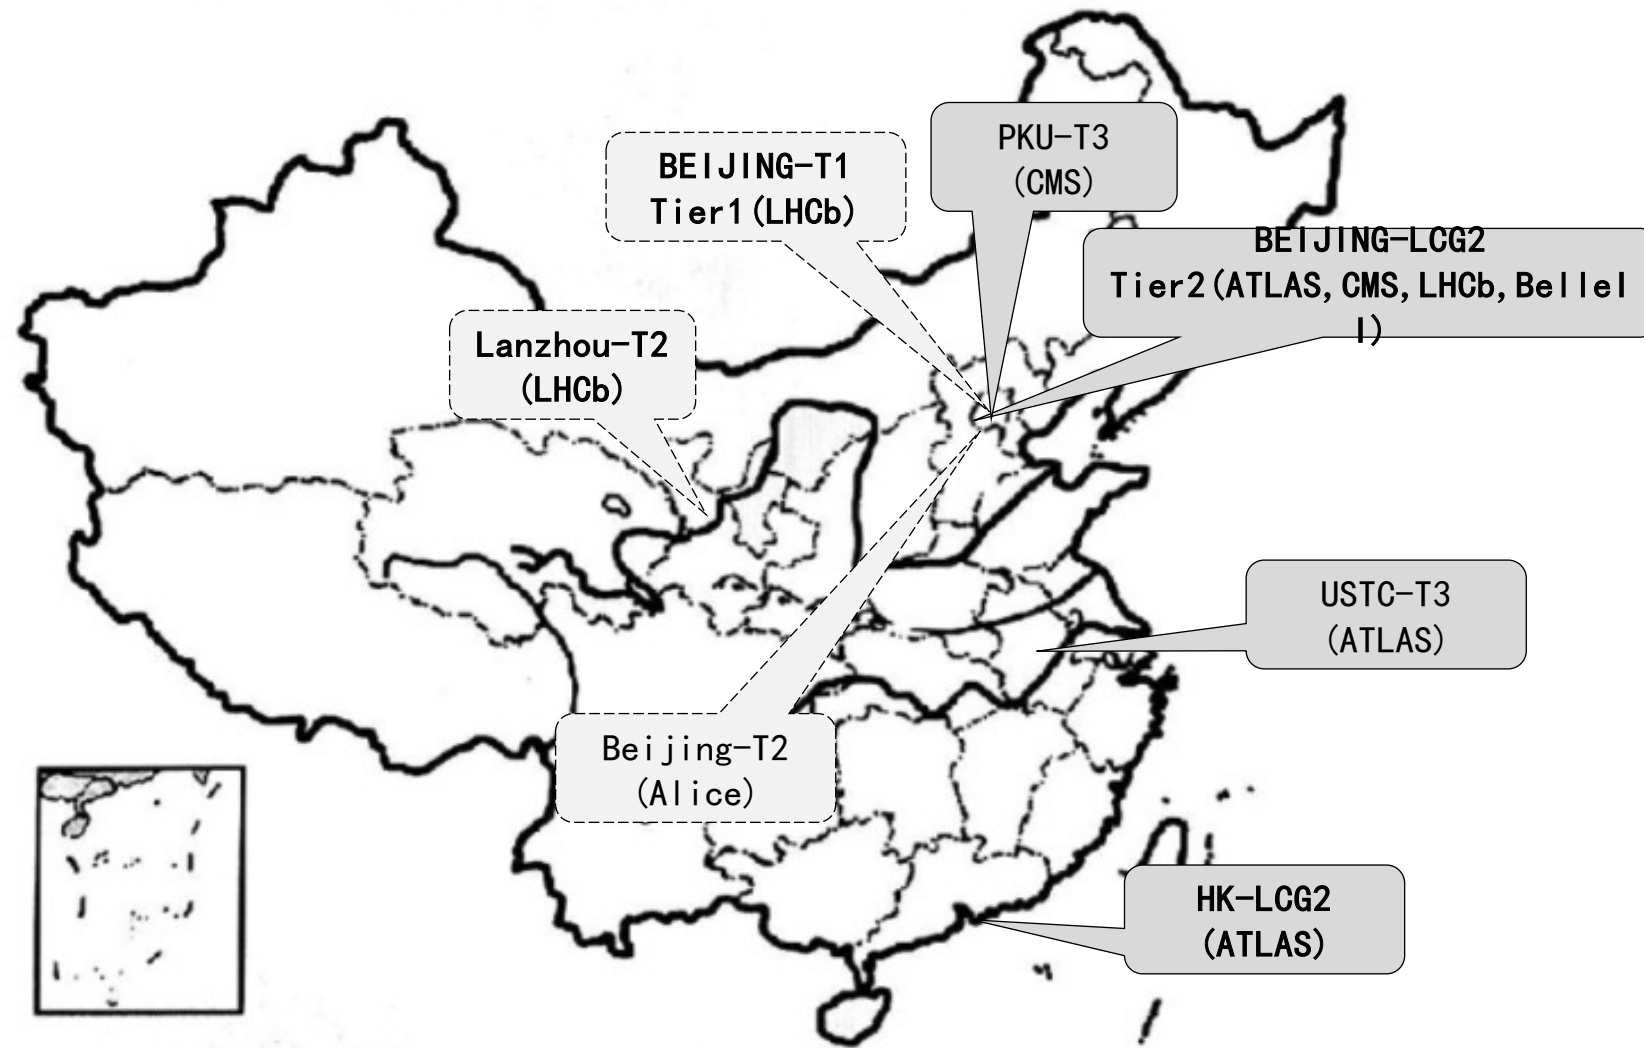 PKU-T3
(CMS)
BEIJING-T1
Tier1(LHCb)
BEIJING-LCG2
Tier2(ATLAS,CMS,LHCb,BelleI
I)
Lanzhou-T2
(LHCb)
USTC-T3
(ATLAS)
Beijing-T2
(Alice)
HK-LCG2
(ATLAS)